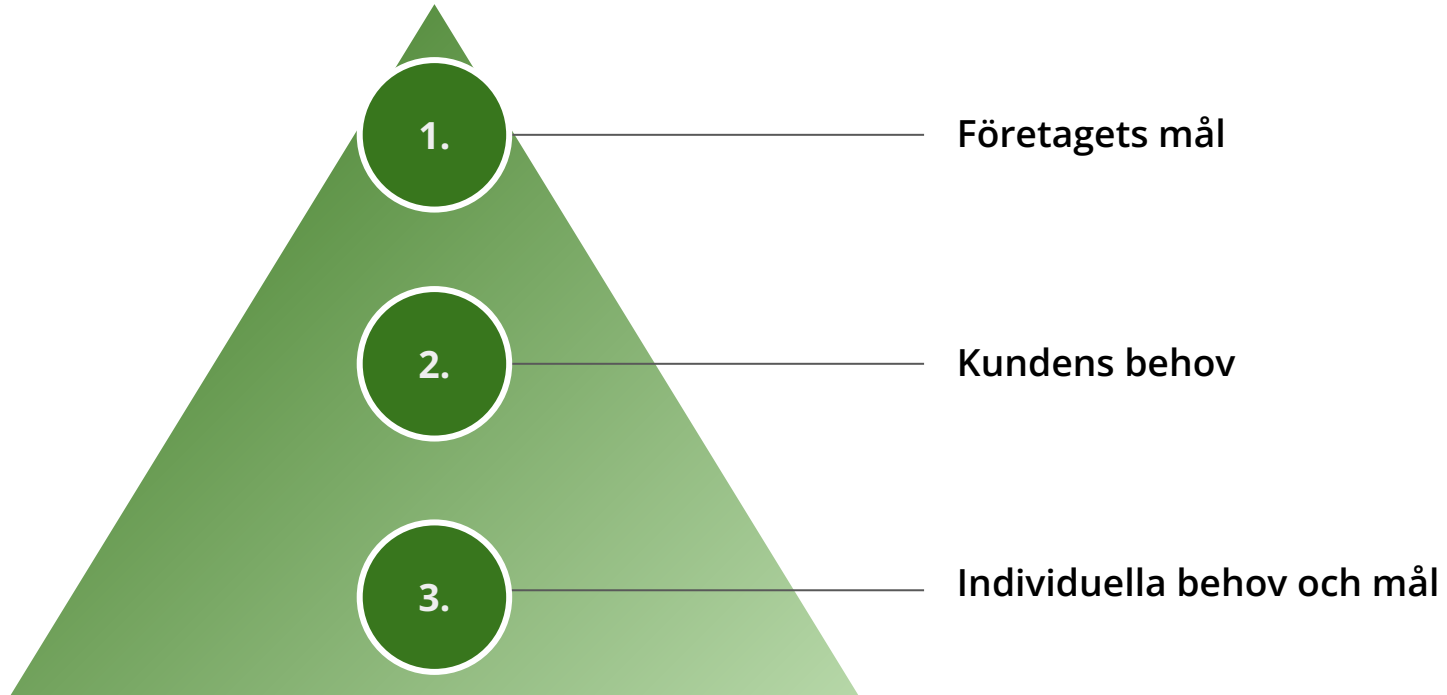 1.
Företagets mål
2.
Kundens behov
3.
Individuella behov och mål